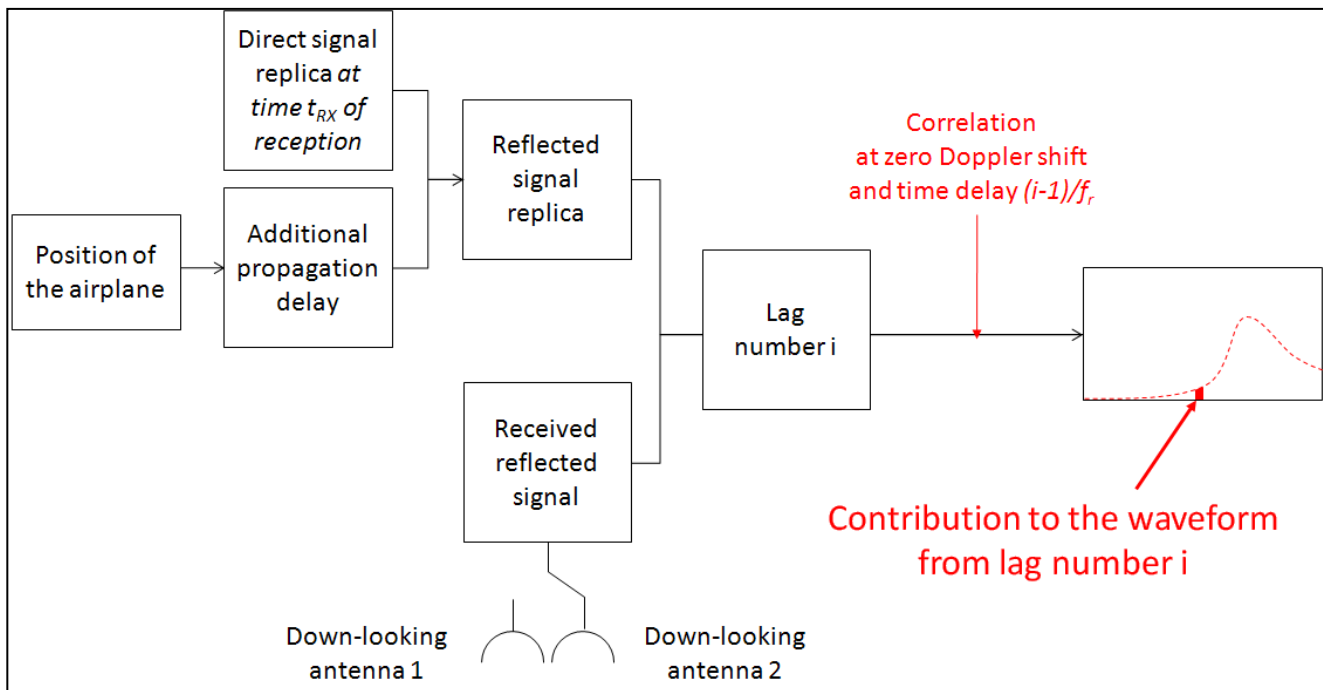 Direct signal
replica at
time tRX of
reception
Reflected
signal
replica
Correlation
at zero Doppler shift
and time delay (i-1)/fr
Position of
the airplane
Additional
propagation
delay
Lag
number i
Received
reflected
signal
Contribution to the waveform
from lag number i
Down-looking
antenna 1
Down-looking
antenna 2